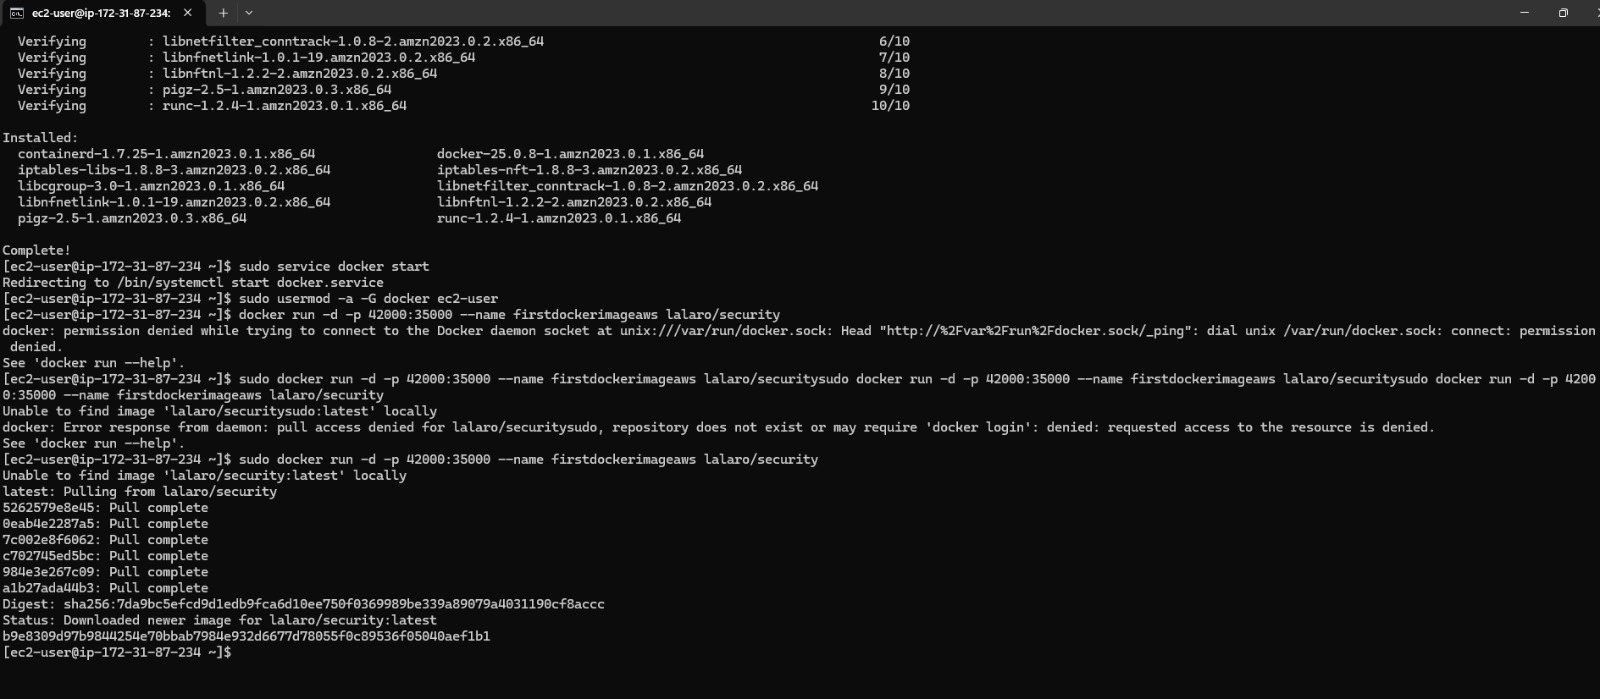 ec2-user@ip-172-31-87-234:
Verifying : libnetfilter_conntrack-1.0.8-2.amzn2023.0.2.x86_64 6/10
Verifying : libnfnetlink-1.0.1-19.amzn2023.0.2.x86_64 7/10
Verifying : libnftnl-1.2.2-2.amzn2023.0.2.x86_64 8/10
Verifying : pigz-2.5-1.amzn2023.0.3.x86_64 9/10
Verifying : runc-1.2.4-1.amzn2023.0.1.x86_64 10/10
Installed:
containerd-1.7.25-1.amzn2023.0.1.x86_64 docker-25.0.8-1.amzn2023.0.1.x86_64
iptables-libs-1.8.8-3.amzn2023.0.2.x86_64 iptables-nft-1.8.8-3.amzn2023.0.2.x86_64
libcgroup-3.0-1.amzn2023.0.1.x86_64 libnetfilter_conntrack-1.0.8-2.amzn2023.0.2.x86_64
libnfnetlink-1.0.1-19.amzn2023.0.2.x86_64 libnftnl-1.2.2-2.amzn2023.0.2.x86_64
pigz-2.5-1.amzn2023.0.3.x86_64 runc-1.2.4-1.amzn2023.0.1.x86_64
Complete!
[ec2-user@ip-172-31-87-234 ~]$ sudo service docker start
Redirecting to /bin/systemctl start docker.service
[ec2-user@ip-172-31-87-234 ~]$ sudo usermod -a -G docker ec2-user
[ec2-user@ip-172-31-87-234 ~]$ docker run -d -p 42000:35000 --name firstdockerimageaws lalaro/security
docker: permission denied while trying to connect to the Docker daemon socket at unix:///var/run/docker.sock: Head "http://%2Fvar%2Frun%2Fdocker.sock/_ping": dial unix /var/run/docker.sock: connect: permission
denied.
See 'docker run --help'.
[ec2-user@ip-172-31-87-234 ~]$ sudo docker run -d -p 42000:35000 --name firstdockerimageaws lalaro/securitysudo docker run -d -p 42000:35000 --name firstdockerimageaws lalaro/securitysudo docker run -d -p 4200
0:35000 --name firstdockerimageaws lalaro/security
Unable to find image 'lalaro/securitysudo:latest' locally
docker: Error response from daemon: pull access denied for lalaro/securitysudo, repository does not exist or may require 'docker login': denied: requested access to the resource is denied.
See 'docker run --help'.
[ec2-user@ip-172-31-87-234 ~]$ sudo docker run -d -p 42000:35000 --name firstdockerimageaws lalaro/security
Unable to find image 'lalaro/security:latest' locally
latest: Pulling from lalaro/security
5262579e8e45: Pull complete
0eab4e2287a5: Pull complete
7c002e8f6062: Pull complete
c702745ed5bc: Pull complete
984e3e267c09: Pull complete
a1b27ada44b3: Pull complete
Digest: sha256:7da9bc5efcd9d1edb9fca6d10ee750f0369989be339a89079a4031190cf8accc
Status: Downloaded newer image for lalaro/security:latest
b9e8309d97b9844254e70bbab7984e932d6677d78055f0c89536f05040aef1b1
[ec2-user@ip-172-31-87-234 ~]$